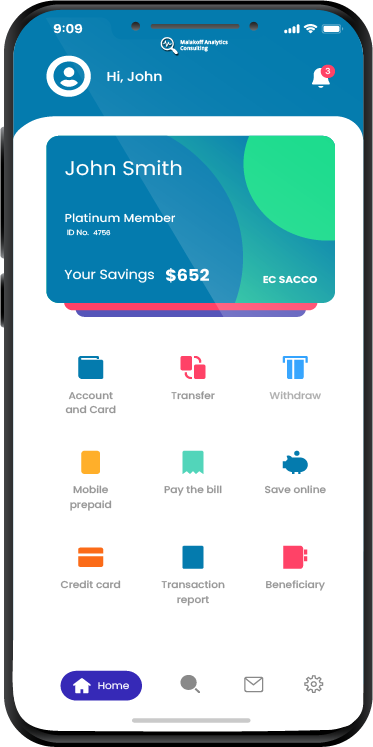 9:09
Malakoff Analytics
Consulting
Hi, John
3
John Smith
Platinum Member
ID No. 4756
Your Savings $652
EC SACCO
Account
and Card
Transfer
Withdraw
Mobile
prepaid
Pay the bill
Save online
Credit card
Transaction
report
Beneficiary
Home